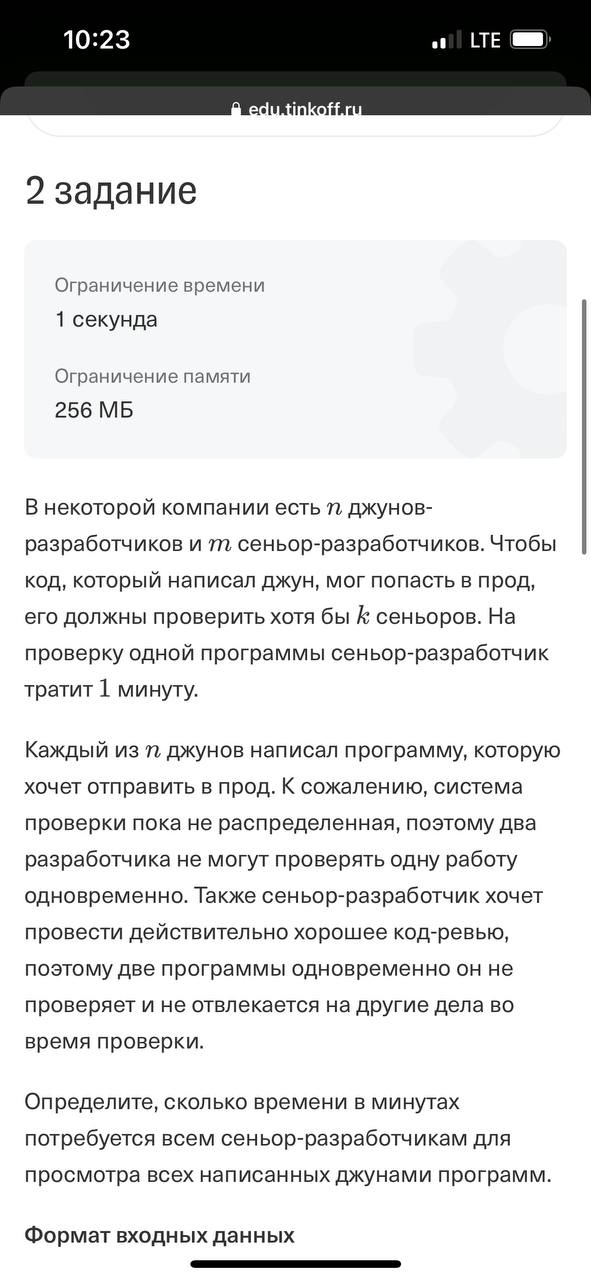 10:23
LTE
edu.tinkoff.ru
2 задание
Ограничение времени
1 секунда
Ограничение памяти
256 МБ
В некоторой компании есть n джунов-
разработчиков и m сеньор-разработчиков. Чтобы
код, который написал джун, мог попасть в прод,
его должны проверить хотя бы k сеньоров. На
проверку одной программы сеньор-разработчик
тратит 1 минуту.
Каждый из n джунов написал программу, которую
хочет отправить в прод. К сожалению, система
проверки пока не распределенная, поэтому два
разработчика не могут проверять одну работу
одновременно. Также сеньор-разработчик хочет
провести действительно хорошее код-ревью,
поэтому две программы одновременно он не
проверяет и не отвлекается на другие дела во
время проверки.
Определите, сколько времени в минутах
потребуется всем сеньор-разработчикам для
просмотра всех написанных джунами программ.
Формат входных данных